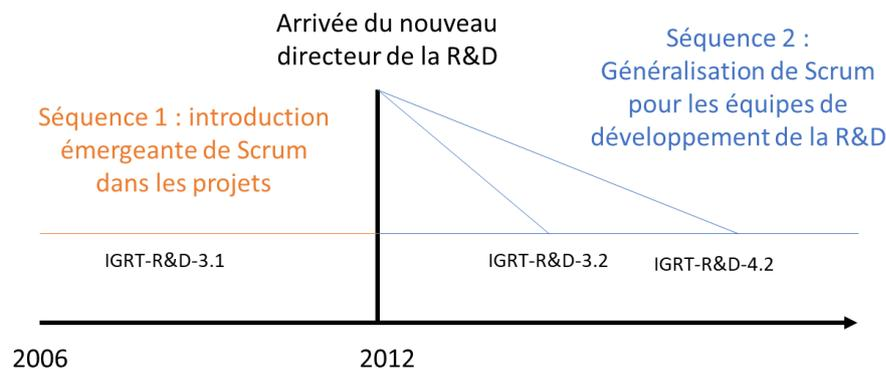 Arrivée du nouveau
directeur de la R&D
Séquence 2 :
Généralisation de Scrum
pour les équipes de
développement de la R&D
Séquence 1 : introduction
émergeante de Scrum
dans les projets
IGRT-R&D-3.1
IGRT-R&D-3.2
IGRT-R&D-4.2
2006
2012